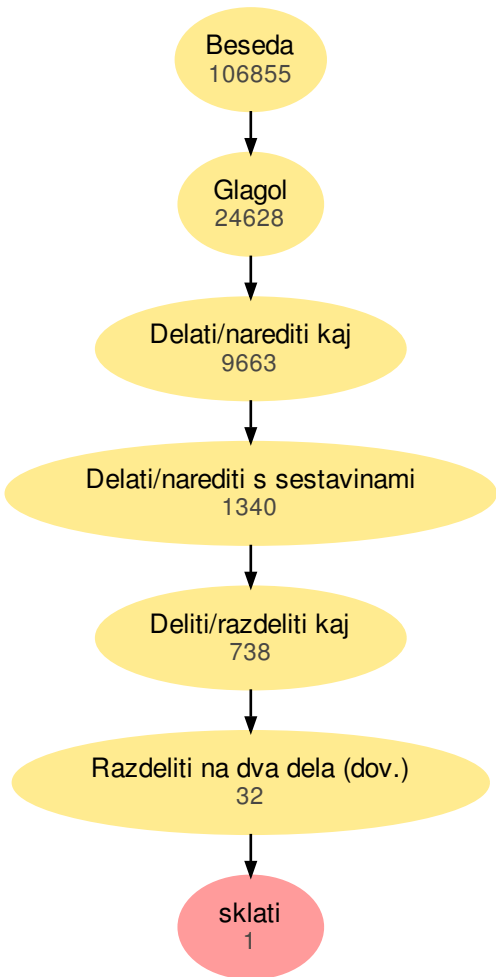 Beseda
106855
Glagol
24628
Delati/narediti kaj
9663
Delati/narediti s sestavinami
1340
Deliti/razdeliti kaj
738
Razdeliti na dva dela (dov.)
32
sklati
1